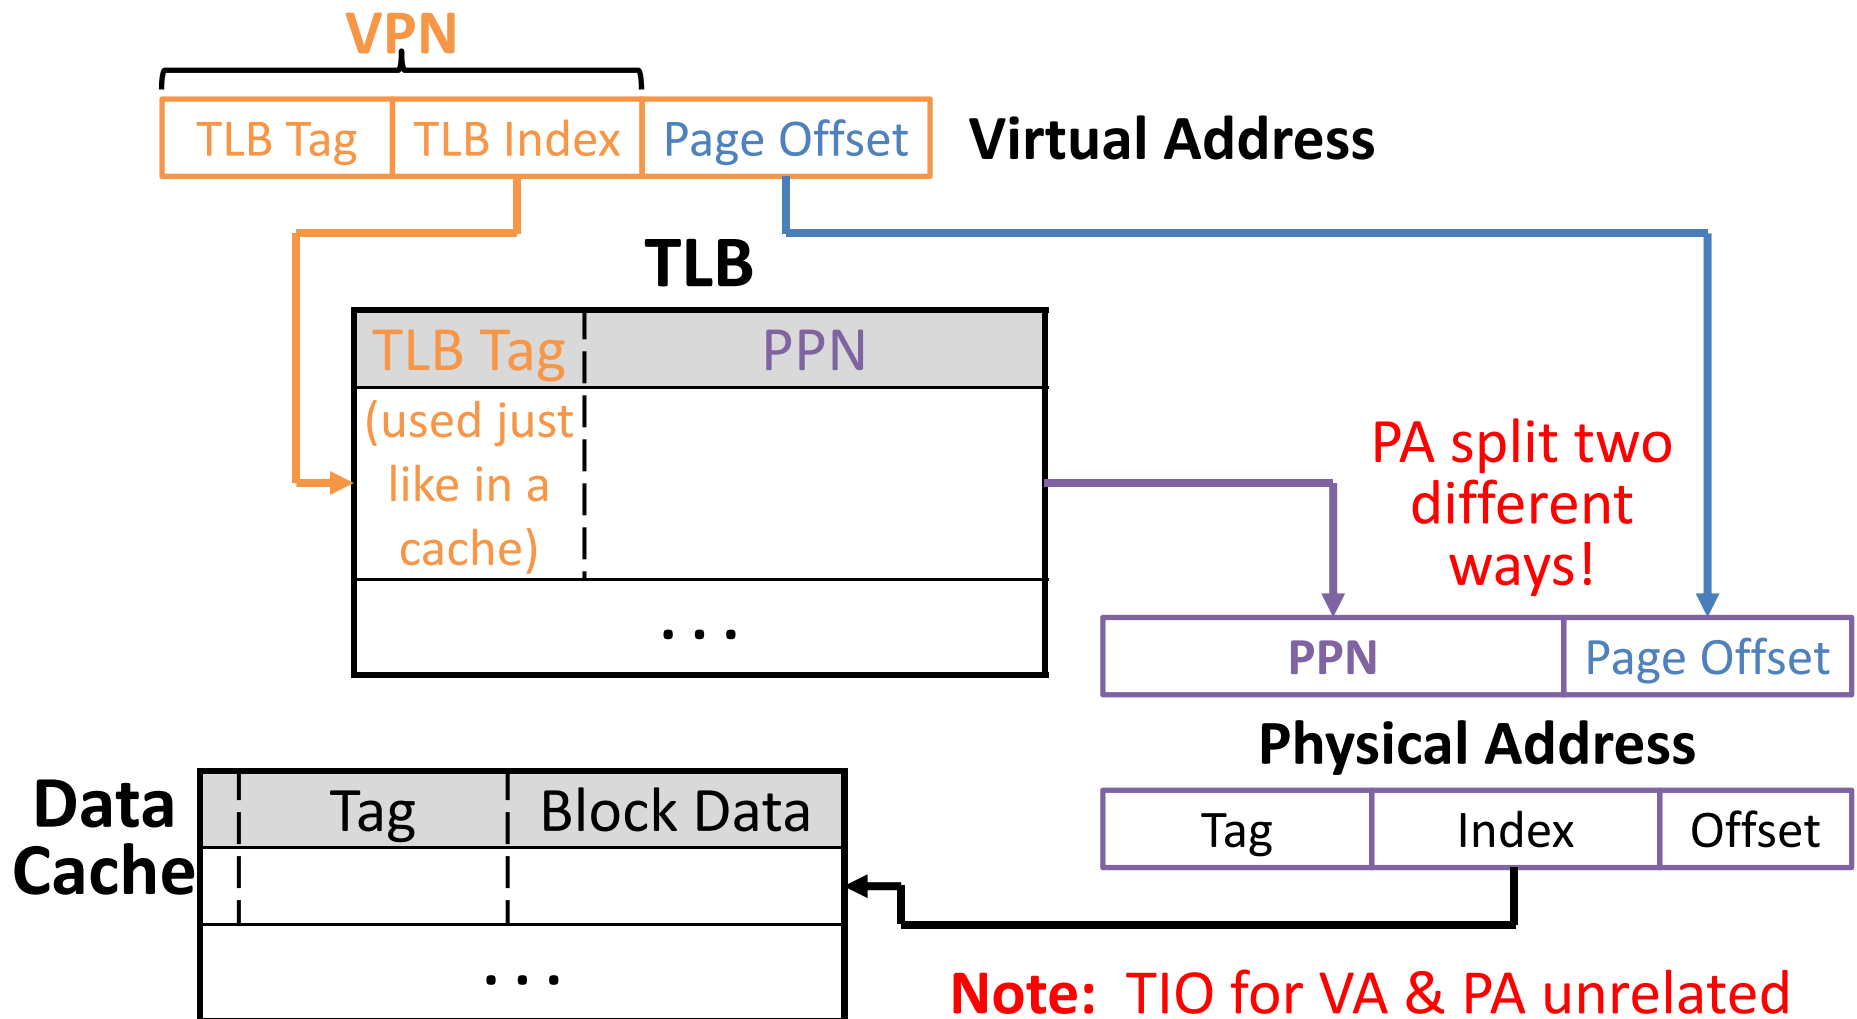 VPN
TLB Tag
TLB Index
Page Offset
Virtual Address
TLB
TLB Tag
PPN
(used just
like in a
cache)
. . .
PA split two
different
ways!
PPN
Page Offset
Physical Address
Tag
Index
Offset
Data
Cache
Tag
Block Data
. . .
Note: TIO for VA & PA unrelated